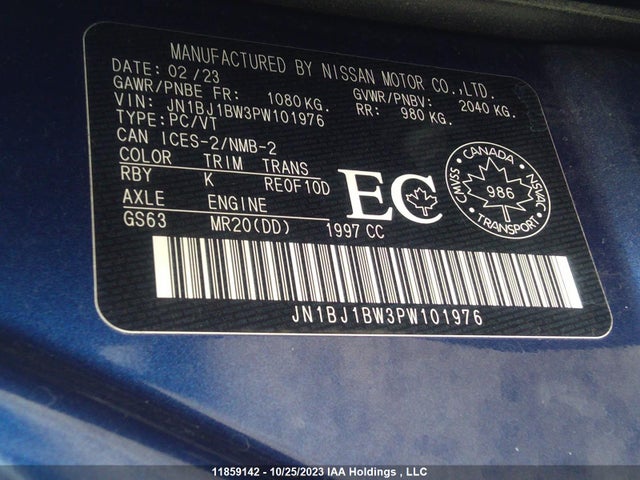 MANUFACTURED BY NISSAN MOTOR CO.,LTD.
DATE: 02/23
GAWR/PNBE FR: 1080 KG. GVWR/PNBV: 2040 KG.
VIN: JN1BJ1BW3PW101976 RR: 980 KG.
TYPE: PC/VT
CAN ICES-2/NMB-2
COLOR TRIM TRANS
RBY K RE0F10D
AXLE ENGINE
GS63 MR20(DD) 1997 CC
EC
CANADA
CMVSS 986 NSVAC
TRANSPORT
JN1BJ1BW3PW101976
11859142 - 10/25/2023 IAA Holdings , LLC